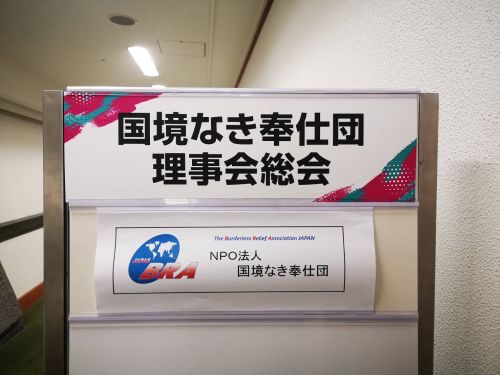 国境なき奉仕団
理事会総会
The Borderless Relief Association JAPAN
JAPAN
BRA
NPO法人
国境なき奉仕団